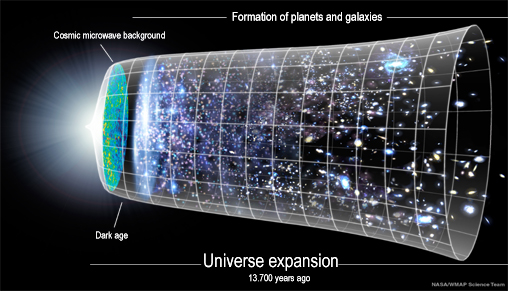 Formation of planets and galaxies
Cosmic microwave background
Dark age
Universe expansion
13.700 years ago
NASA/WMAP Science Team